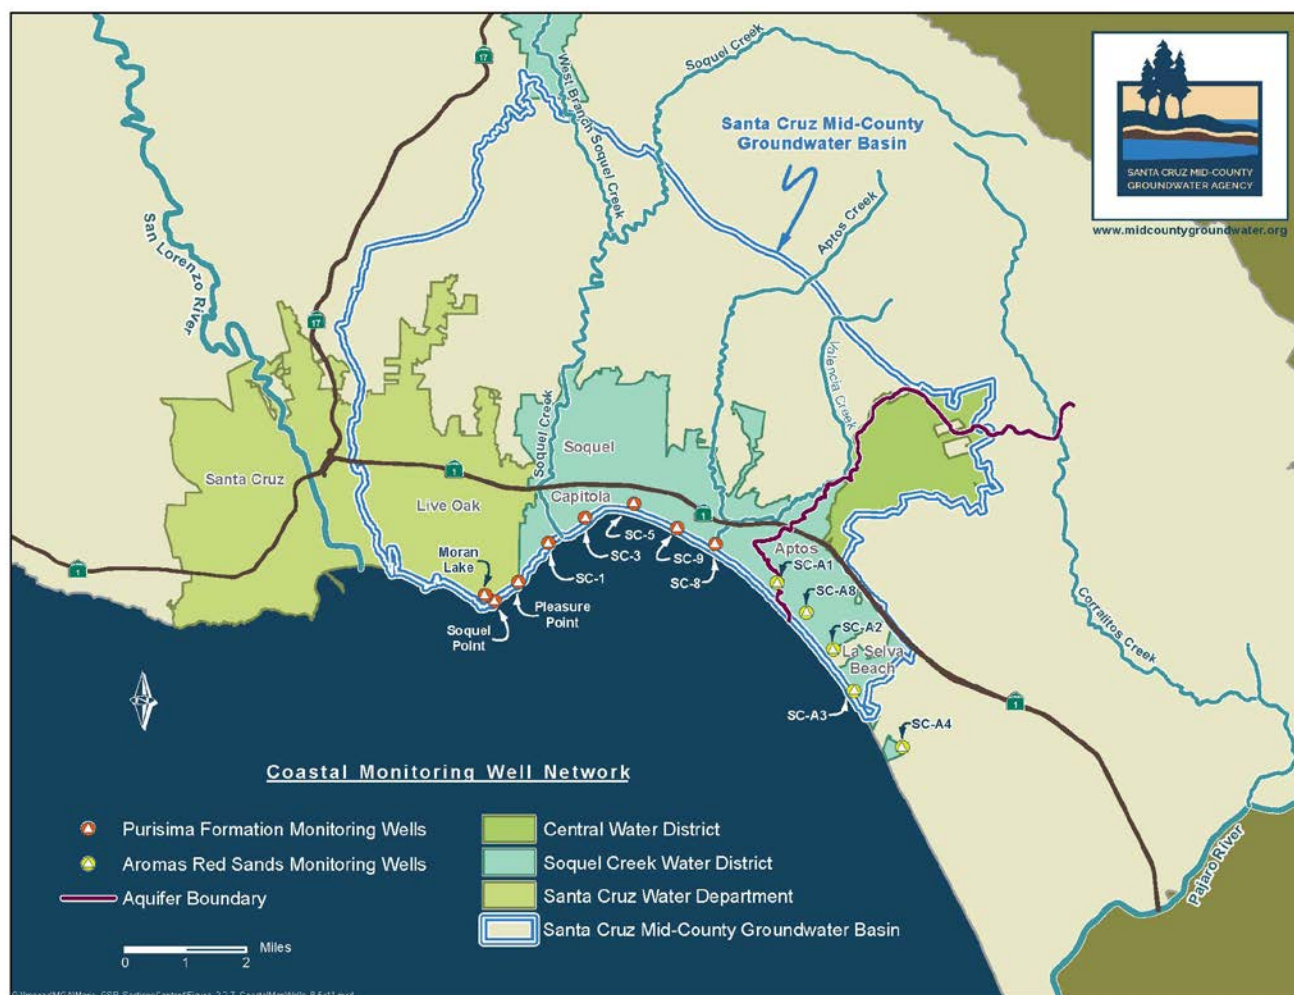 17
West Branch Soquel Creek
Soquel Creek
Santa Cruz Mid-County
Groundwater Basin
SANTA CRUZ MID-COUNTY
GROUNDWATER AGENCY
www.midcountygroundwater.org
Aptos Creek
San Lorenzo
River
17
Valencia Creek
Soquel Creek
Soquel
Santa Cruz
1
Live Oak
Capitola
1
SC-5
SC-9
SC-3
SC-8
SC-1
Aptos
SC-A1
Moran
Lake
1
SC-A8
Pleasure
Point
Soquel
Point
SC-A2
La Selva
Beach
Corralitos Creek
SC-A3
1
SC-A4
Coastal Monitoring Well Network
Purisima Formation Monitoring Wells
Aromas Red Sands Monitoring Wells
Aquifer Boundary
Miles
0 1 2
Central Water District
Soquel Creek Water District
Santa Cruz Water Department
Santa Cruz Mid-County Groundwater Basin
Pajaro River